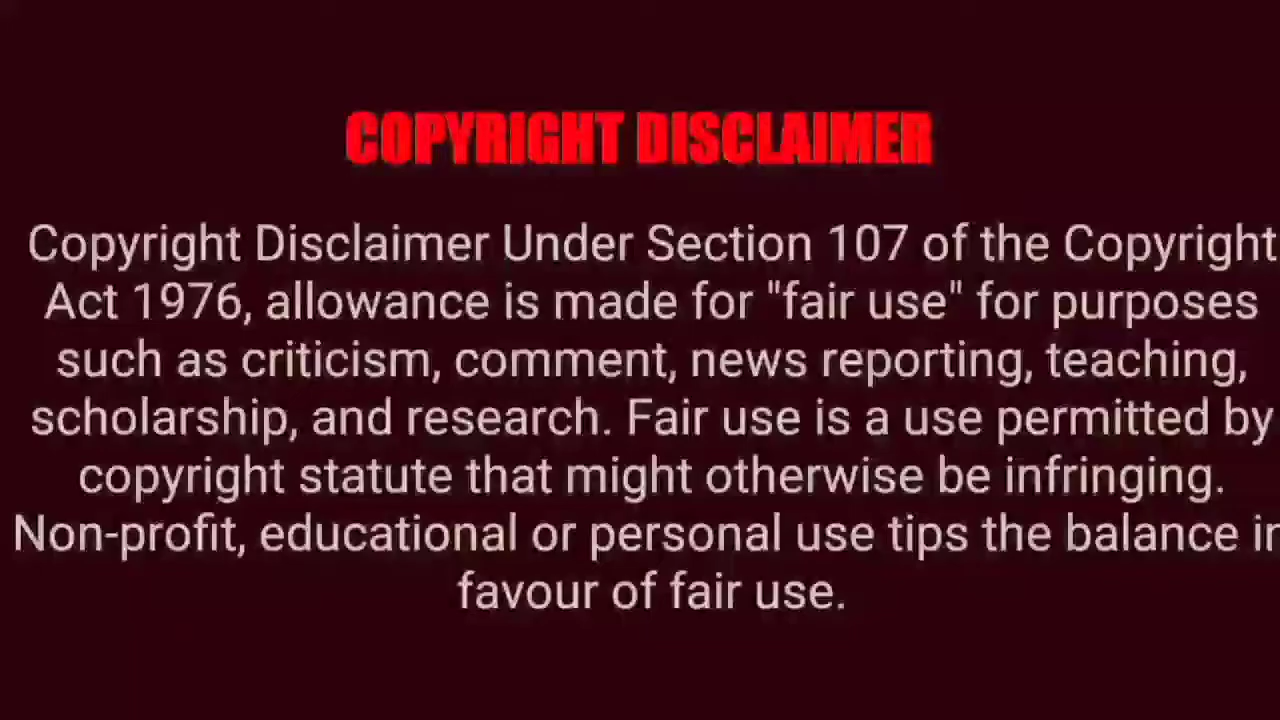 COPYRIGHT DISCLAIMER
Copyright Disclaimer Under Section 107 of the Copyright
Act 1976, allowance is made for "fair use" for purposes
such as criticism, comment, news reporting, teaching,
scholarship, and research. Fair use is a use permitted by
copyright statute that might otherwise be infringing.
Non-profit, educational or personal use tips the balance in
favour of fair use.